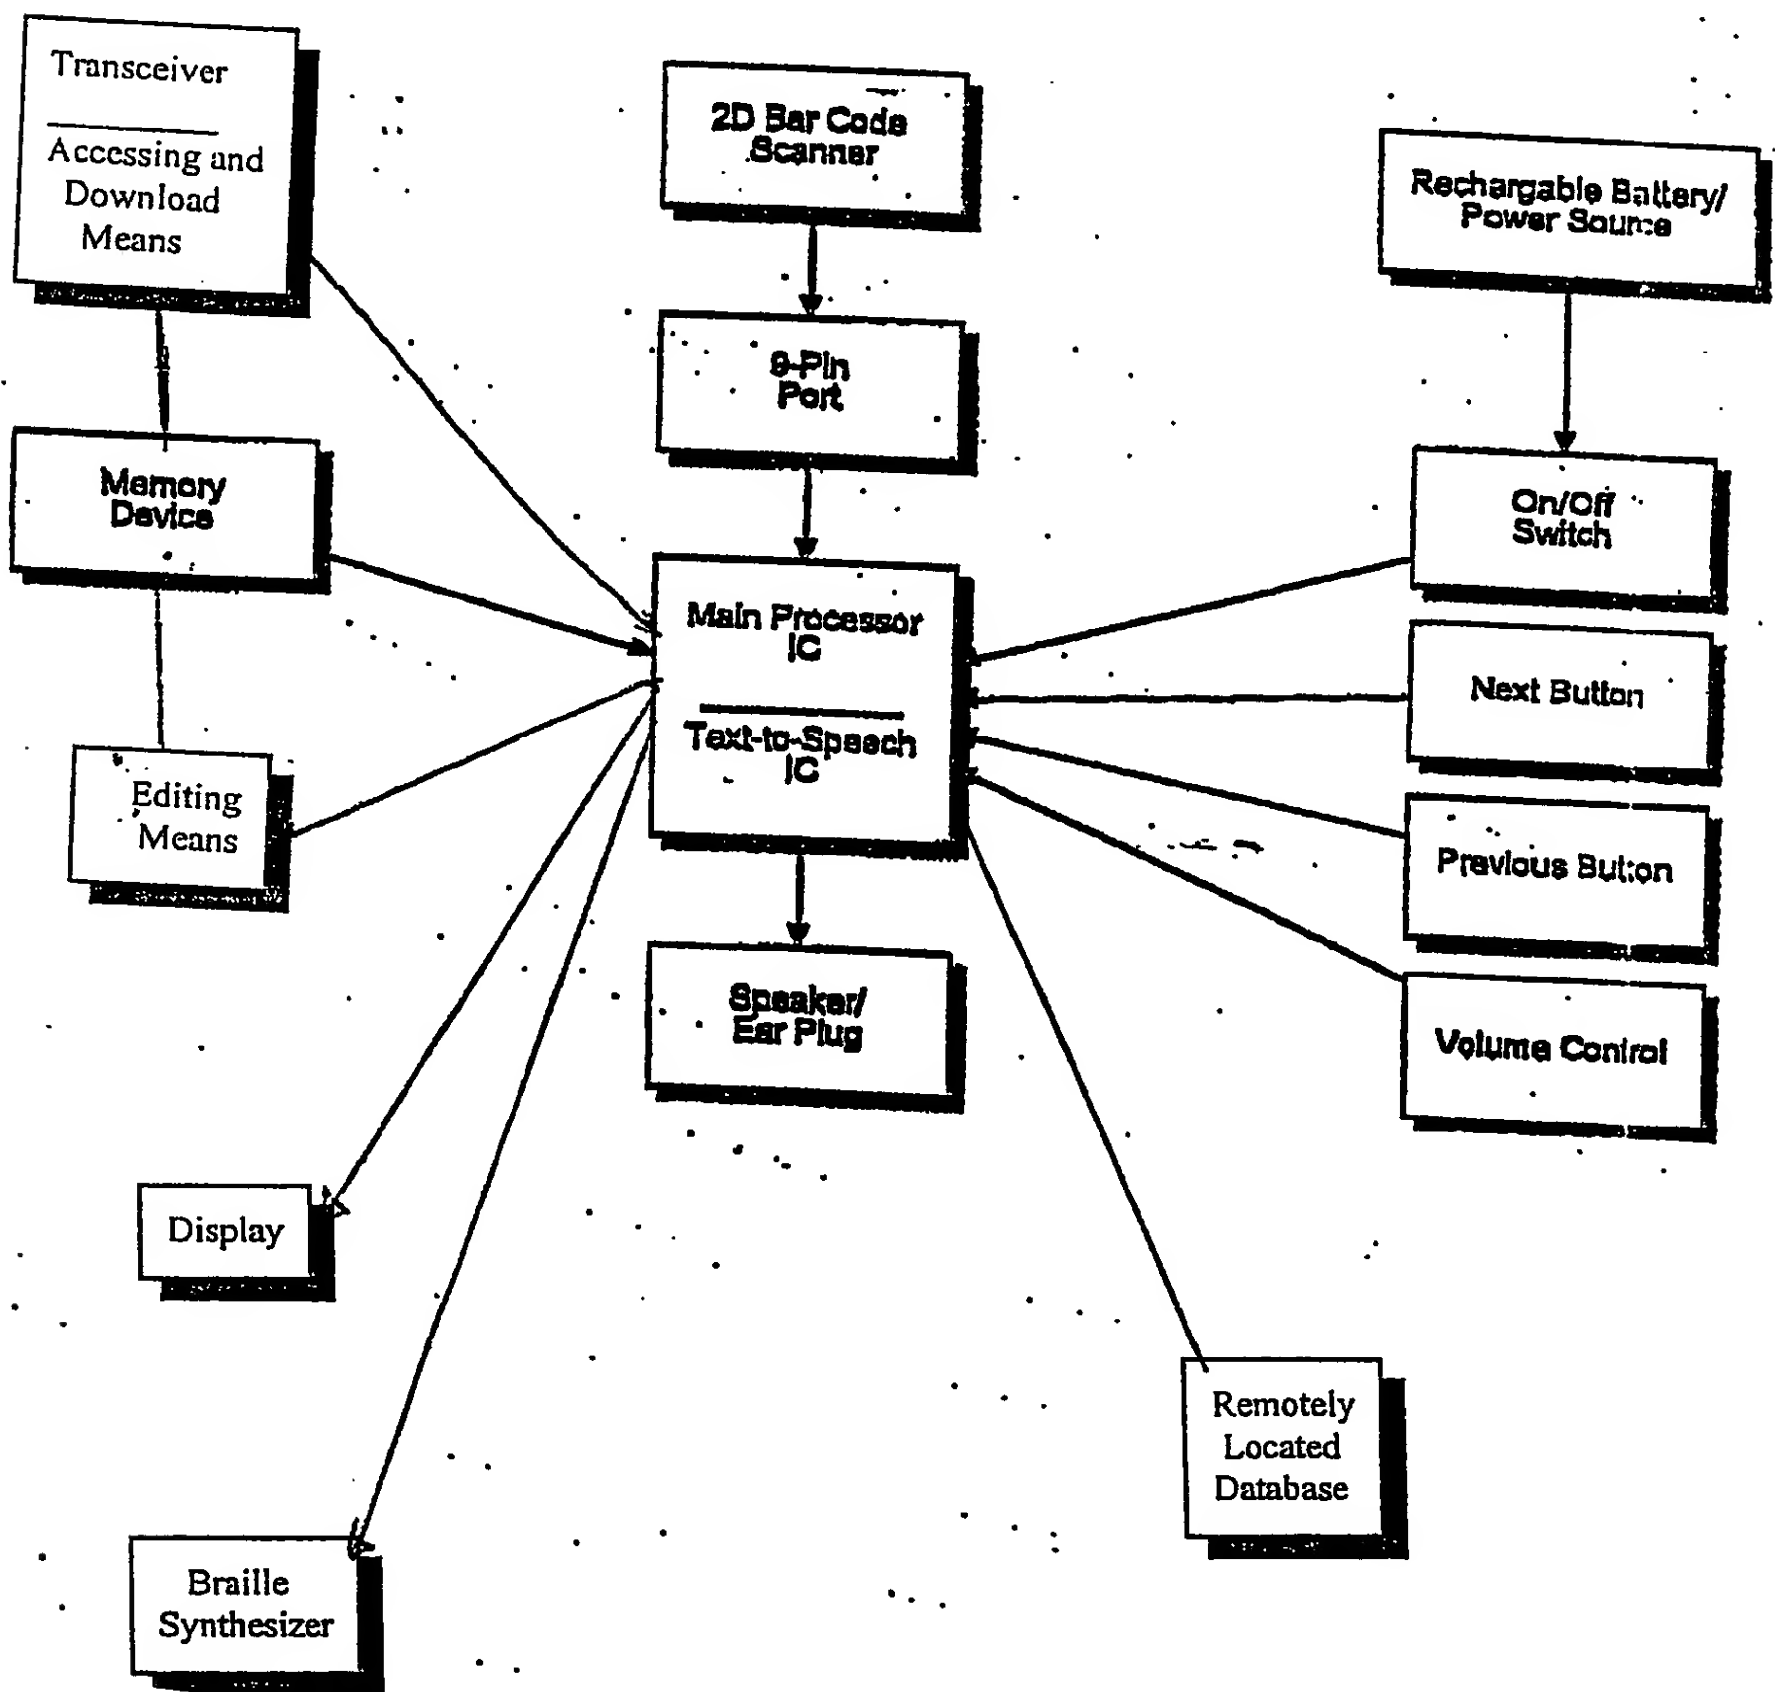 Transceiver
Accessing and
Download
Means
2D Bar Code
Scanner
Rechargable Battery/
Power Source
9-Pin
Port
Memory
Device
On/Off
Switch
Main Processor
IC
Text-to-Speech
IC
Next Button
Editing
Means
Previous Button
Speaker/
Ear Plug
Volume Control
Display
Remotely
Located
Database
Braille
Synthesizer